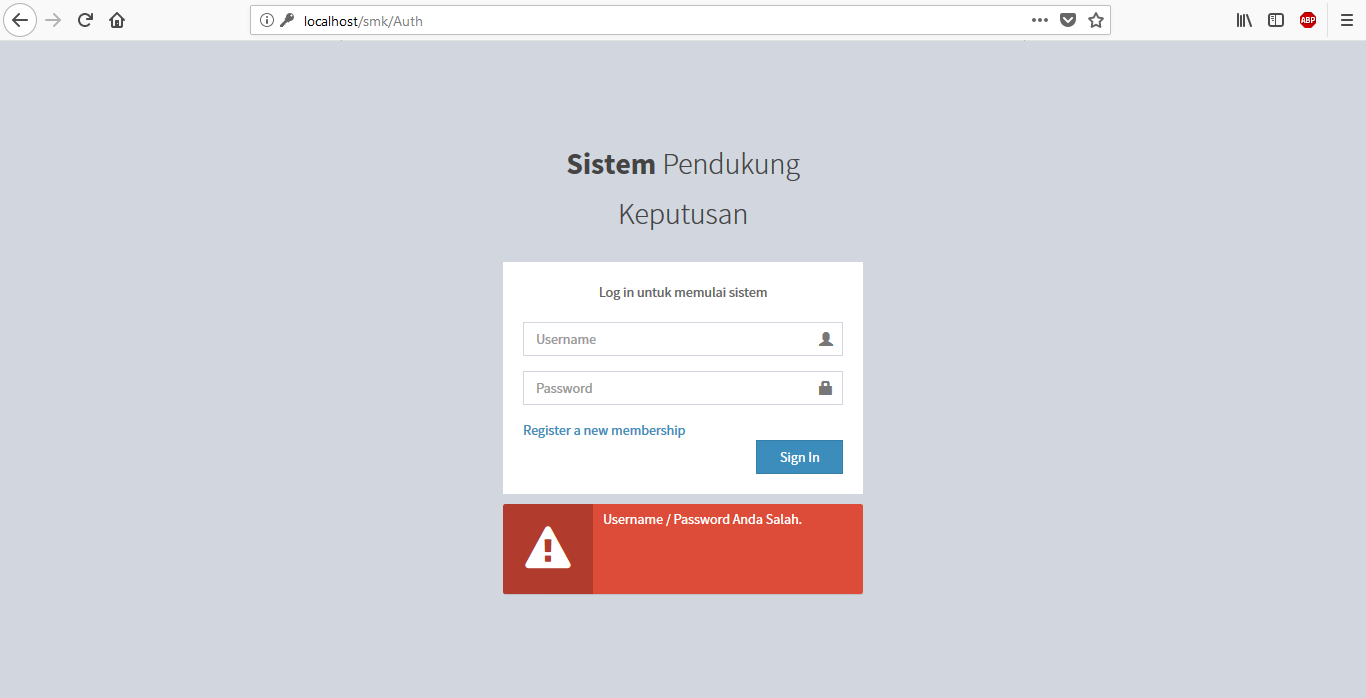 localhost/smk/Auth
ABP
Sistem Pendukung
Keputusan
Log in untuk memulai sistem
Username
Password
Register a new membership
Sign In
Username / Password Anda Salah.